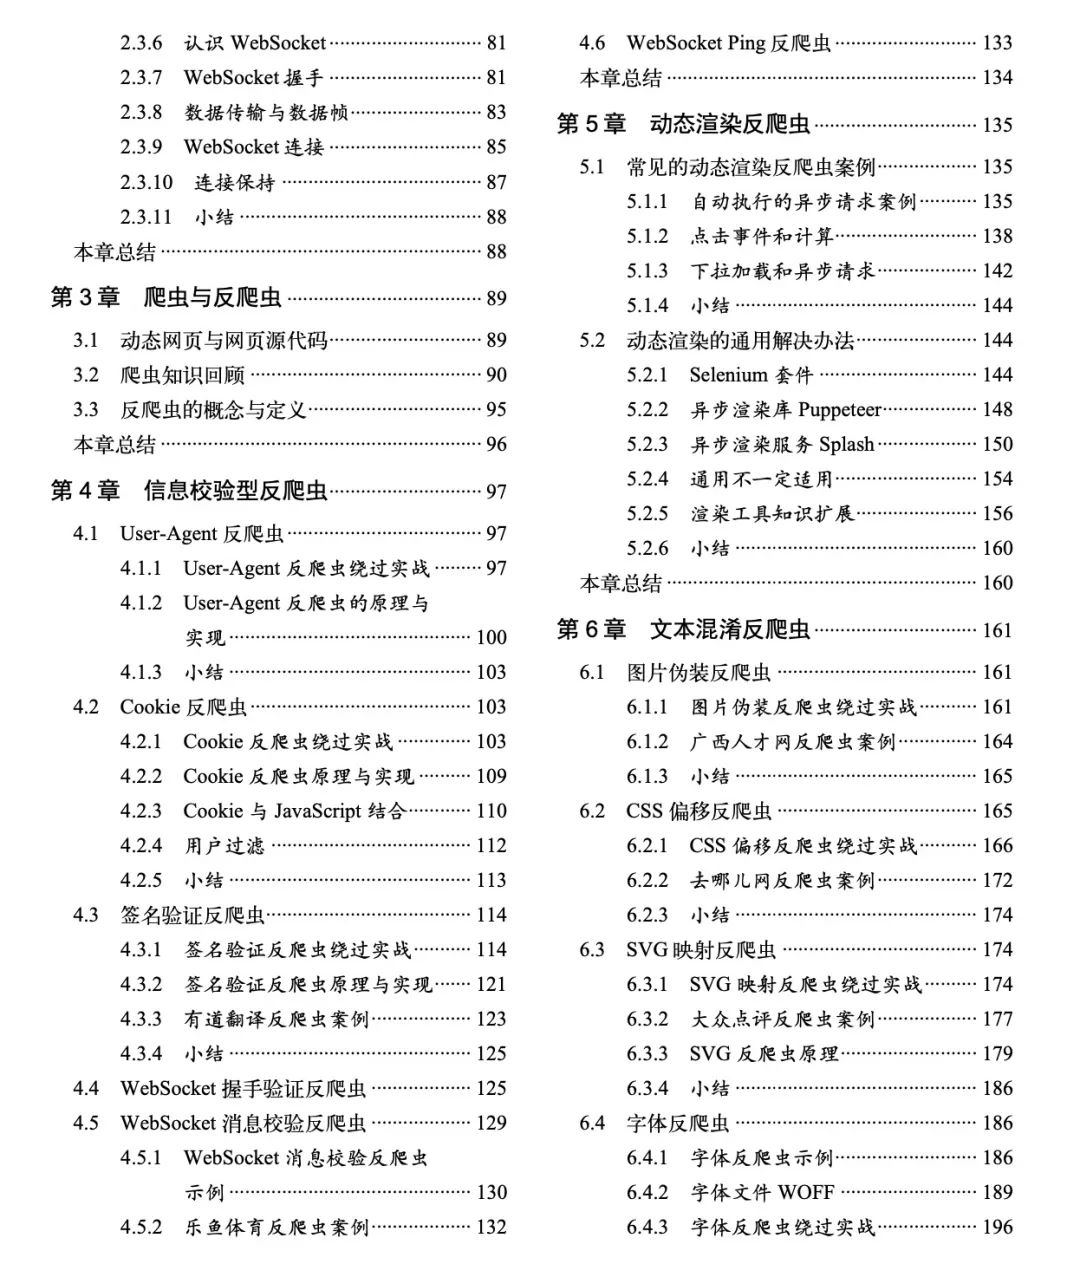 2.3.6 认识 WebSocket 81
2.3.7 WebSocket 握手 81
2.3.8 数据传输与数据帧 83
2.3.9 WebSocket 连接 85
2.3.10 连接保持 87
2.3.11 小结 88
本章总结 88
第 3 章 爬虫与反爬虫 89
3.1 动态网页与网页源代码 89
3.2 爬虫知识回顾 90
3.3 反爬虫的概念与定义 95
本章总结 96
第 4 章 信息校验型反爬虫 97
4.1 User-Agent 反爬虫 97
4.1.1 User-Agent 反爬虫绕过实战 97
4.1.2 User-Agent 反爬虫的原理与
实现 100
4.1.3 小结 103
4.2 Cookie 反爬虫 103
4.2.1 Cookie 反爬虫绕过实战 103
4.2.2 Cookie 反爬虫原理与实现 109
4.2.3 Cookie 与 JavaScript 结合 110
4.2.4 用户过滤 112
4.2.5 小结 113
4.3 签名验证反爬虫 114
4.3.1 签名验证反爬虫绕过实战 114
4.3.2 签名验证反爬虫原理与实现 121
4.3.3 有道翻译反爬虫案例 123
4.3.4 小结 125
4.4 WebSocket 握手验证反爬虫 125
4.5 WebSocket 消息校验反爬虫 129
4.5.1 WebSocket 消息校验反爬虫
示例 130
4.5.2 乐鱼体育反爬虫案例 132
4.6 WebSocket Ping 反爬虫 133
本章总结 134
第 5 章 动态渲染反爬虫 135
5.1 常见的动态渲染反爬虫案例 135
5.1.1 自动执行的异步请求案例 135
5.1.2 点击事件和计算 138
5.1.3 下拉加载和异步请求 142
5.1.4 小结 144
5.2 动态渲染的通用解决办法 144
5.2.1 Selenium 套件 144
5.2.2 异步渲染库 Puppeteer 148
5.2.3 异步渲染服务 Splash 150
5.2.4 通用不一定适用 154
5.2.5 渲染工具知识扩展 156
5.2.6 小结 160
本章总结 160
第 6 章 文本混淆反爬虫 161
6.1 图片伪装反爬虫 161
6.1.1 图片伪装反爬虫绕过实战 161
6.1.2 广西人才网反爬虫案例 164
6.1.3 小结 165
6.2 CSS 偏移反爬虫 165
6.2.1 CSS 偏移反爬虫绕过实战 166
6.2.2 去哪儿网反爬虫案例 172
6.2.3 小结 174
6.3 SVG 映射反爬虫 174
6.3.1 SVG 映射反爬虫绕过实战 174
6.3.2 大众点评反爬虫案例 177
6.3.3 SVG 反爬虫原理 179
6.3.4 小结 186
6.4 字体反爬虫 186
6.4.1 字体反爬虫示例 186
6.4.2 字体文件 WOFF 189
6.4.3 字体反爬虫绕过实战 196